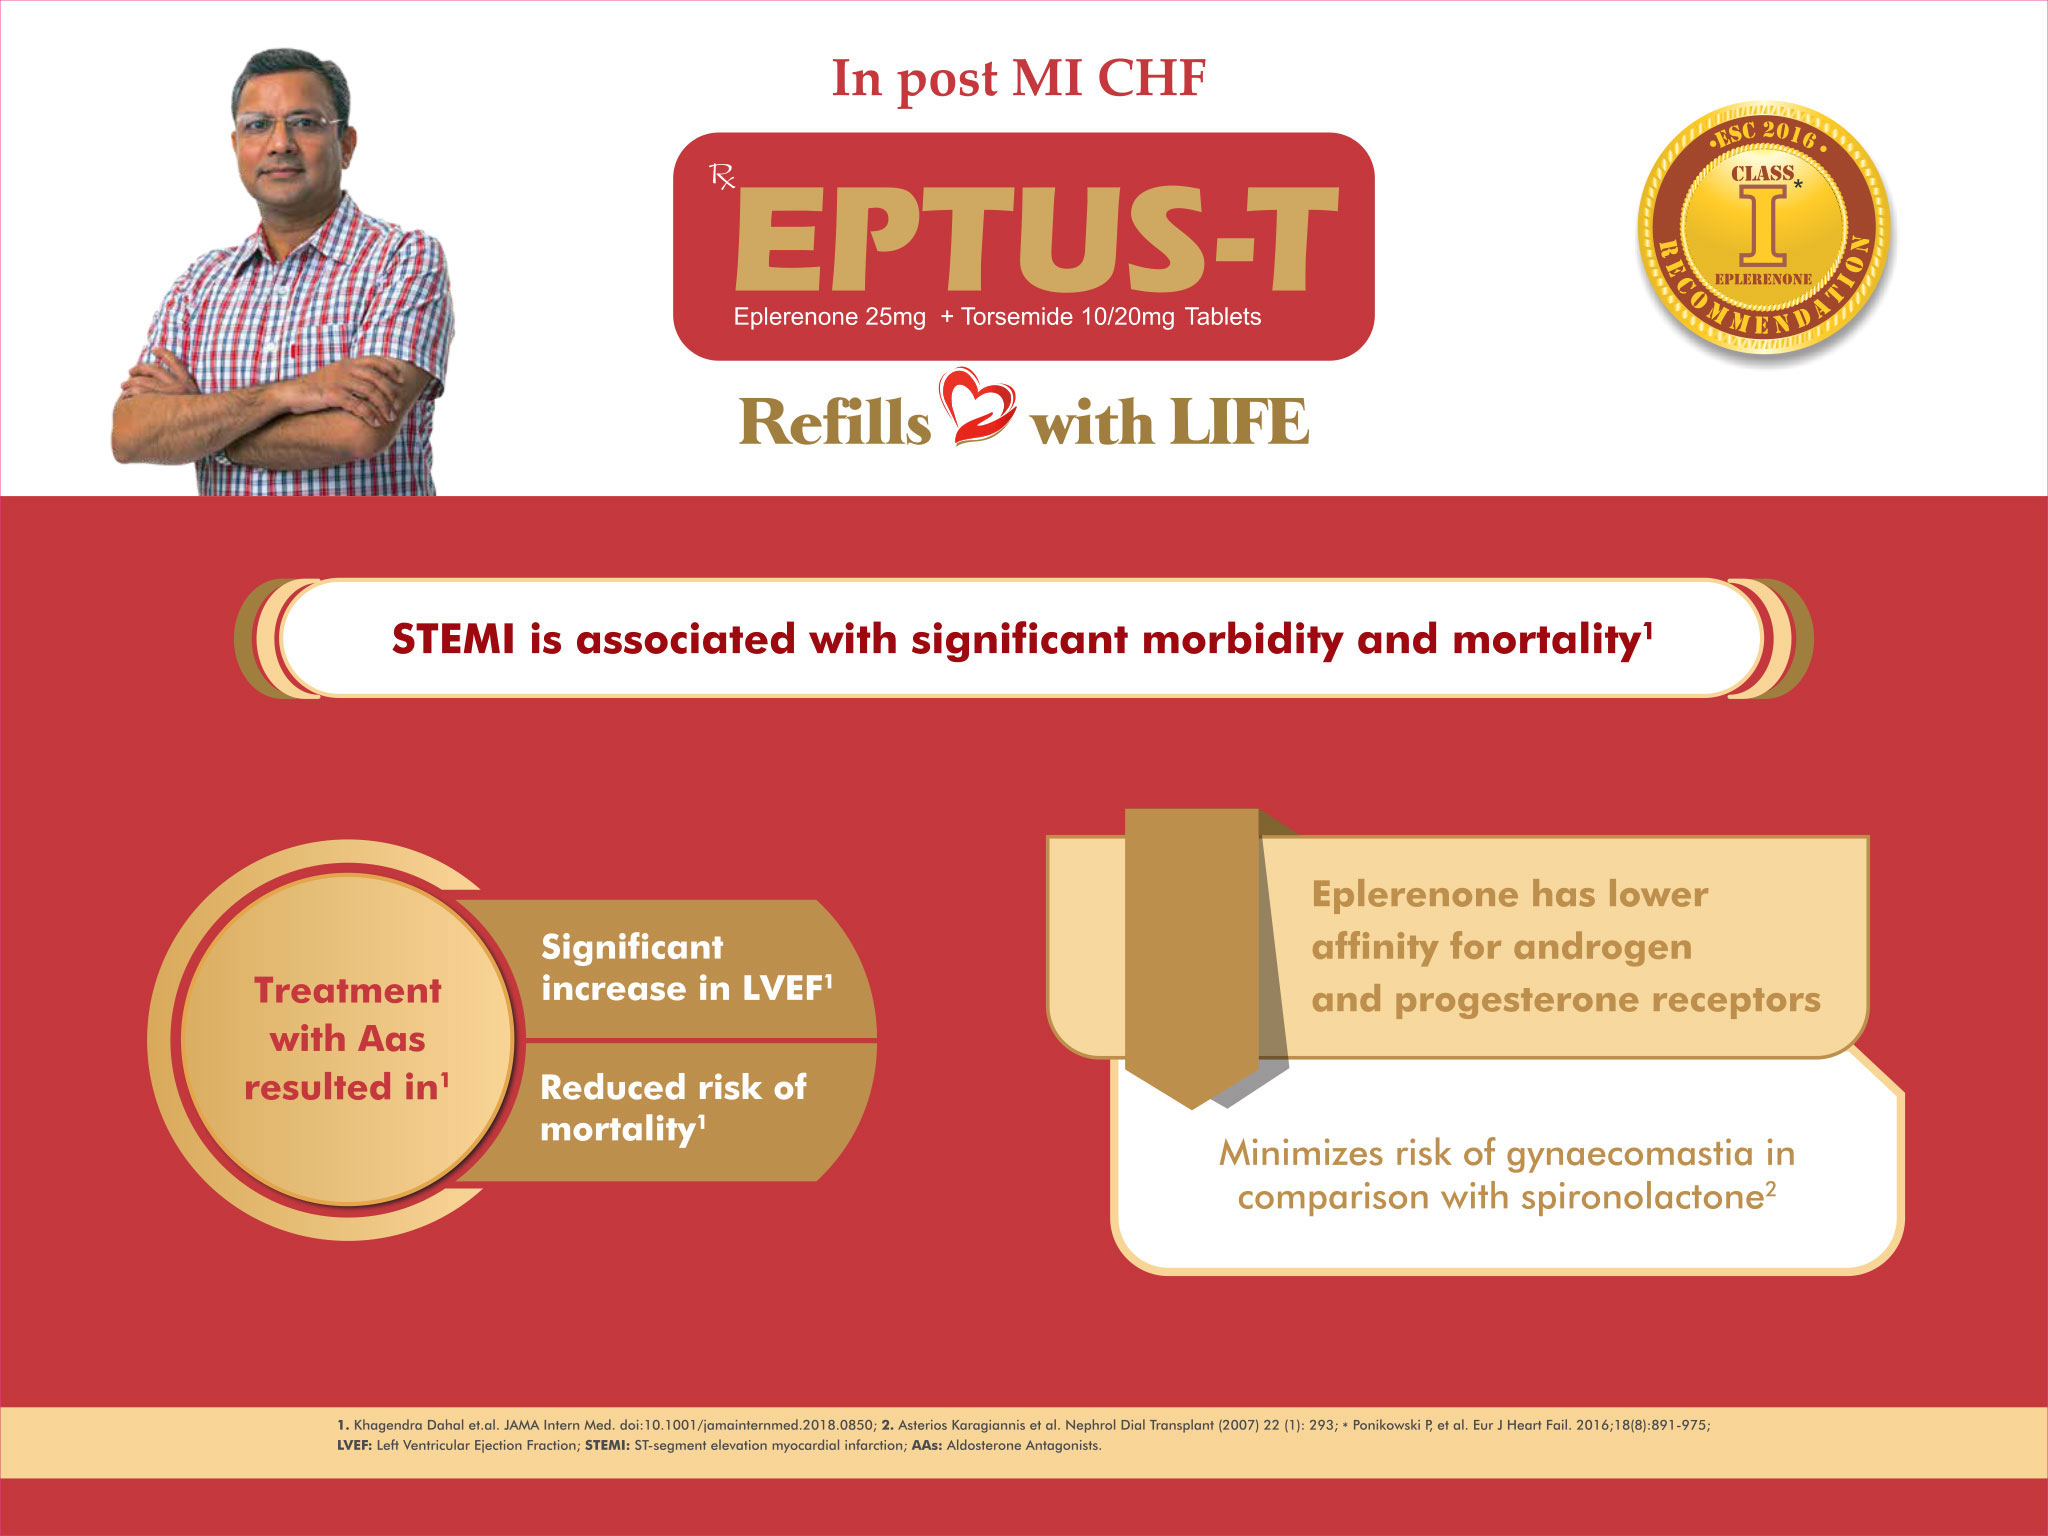 In post MI CHF
Rx
EPTUS-T
Eplerenone 25mg + Torsemide 10/20mg Tablets
Refills with LIFE
•ESC 2016•
CLASS
I*
EPLERENONE
RECOMMENDATION
STEMI is associated with significant morbidity and mortality¹
Treatment
with Aas
resulted in¹
Significant
increase in LVEF¹
Reduced risk of
mortality¹
Eplerenone has lower
affinity for androgen
and progesterone receptors
Minimizes risk of gynaecomastia in
comparison with spironolactone²
1. Khagendra Dahal et.al. JAMA Intern Med. doi:10.1001/jamainternmed.2018.0850; 2. Asterios Karagiannis et al. Nephrol Dial Transplant (2007) 22 (1): 293; * Ponikowski P, et al. Eur J Heart Fail. 2016;18(8):891-975;
LVEF: Left Ventricular Ejection Fraction; STEMI: ST-segment elevation myocardial infarction; AAs: Aldosterone Antagonists.